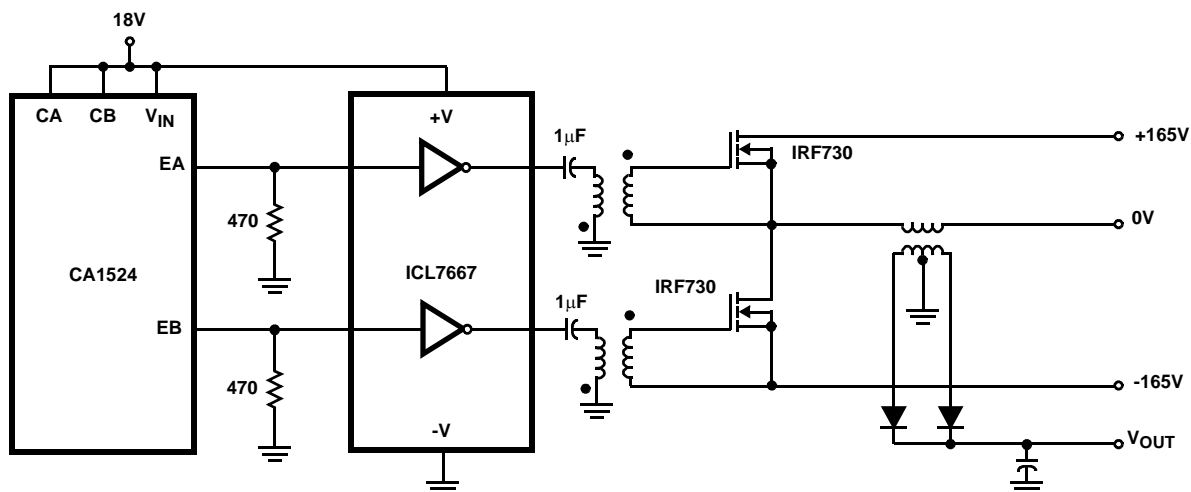 18V
CA CB VIN
+V
EA
470
CA1524
ICL7667
EB
470
-V
1μF
IRF730
+165V
0V
1μF
IRF730
-165V
VOUT